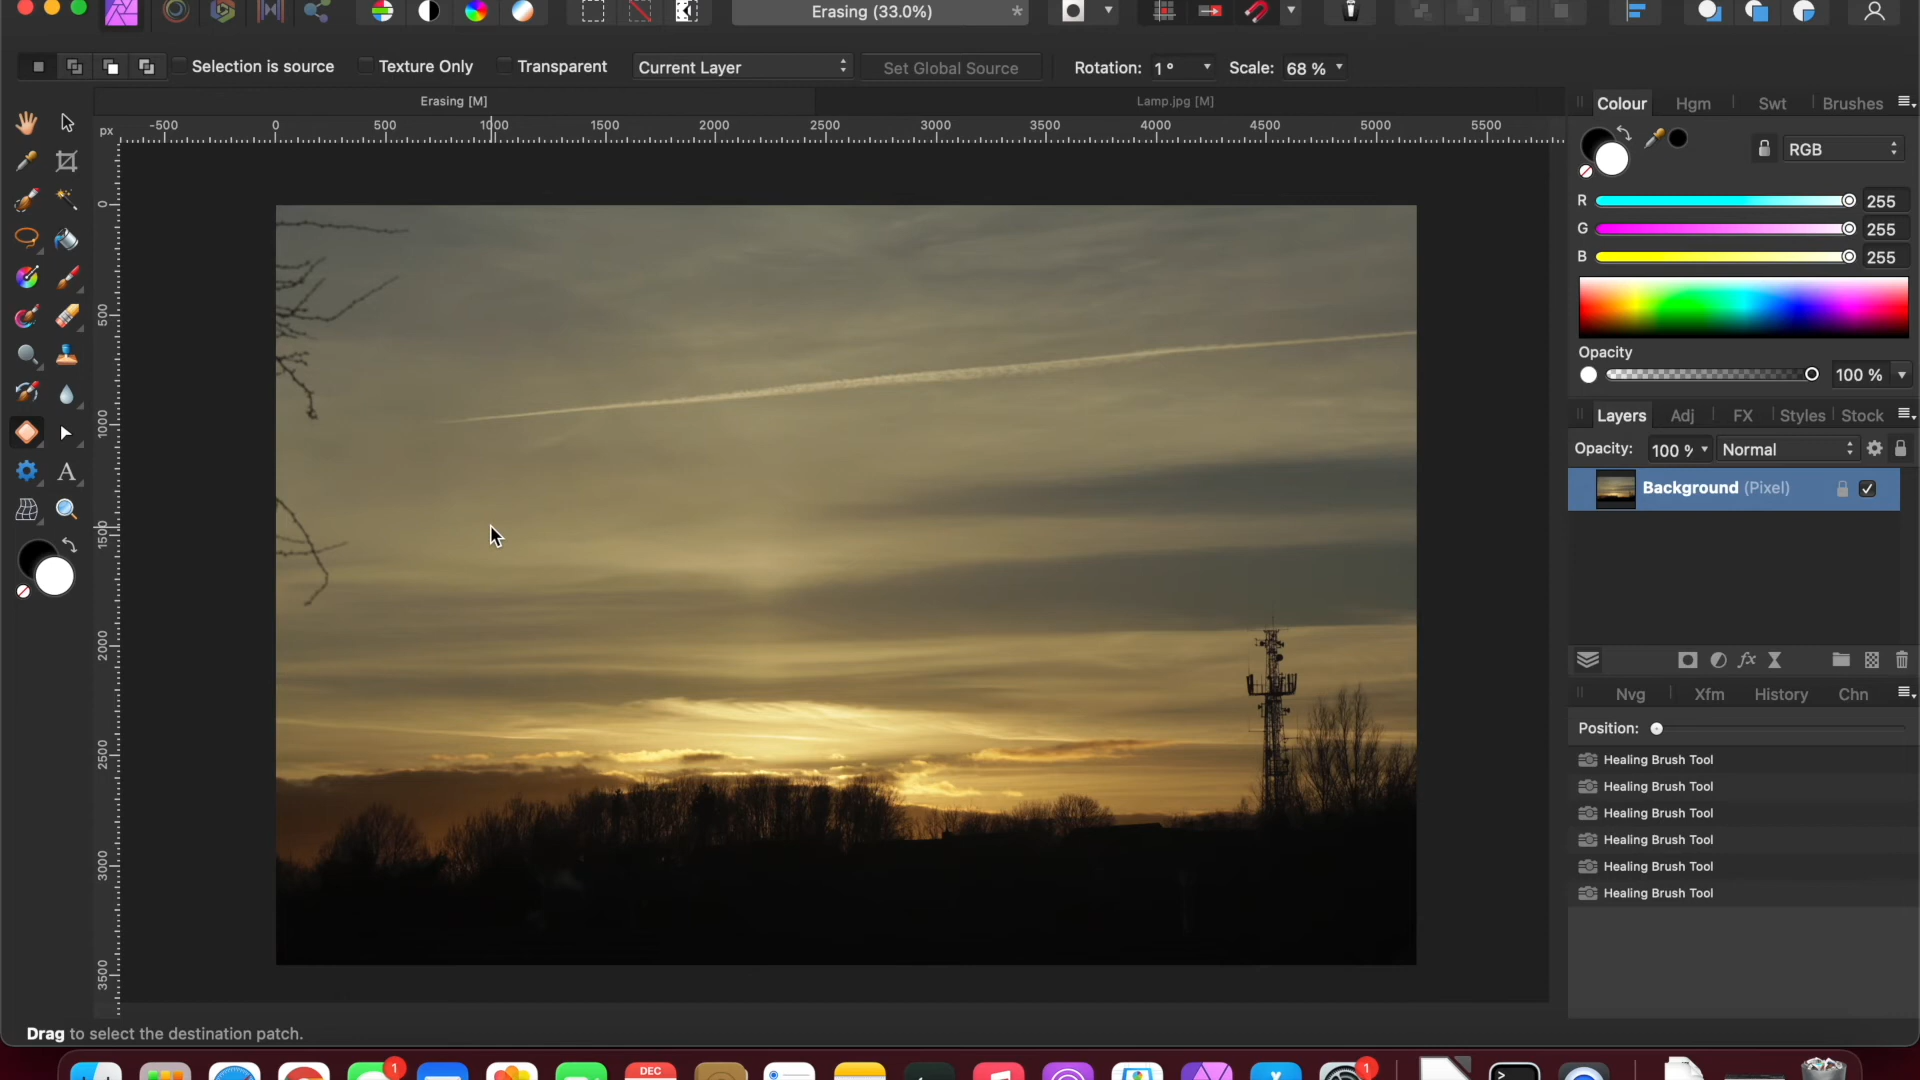 Erasing (33.0%)
*
Selection is source
Texture Only
Transparent
Current Layer
Set Global Source
Rotation: 1 °
Scale: 68 %
Erasing [M]
Lamp.jpg [M]
px
-500 0 500 1000 1500 2000 2500 3000 3500 4000 4500 5000 5500
0
500
1000
1500
2000
2500
3000
3500
A
Colour Hgm Swt Brushes
RGB
R 255
G 255
B 255
Opacity
100 %
Layers Adj FX Styles Stock
Opacity: 100 % Normal
Background (Pixel)
fx
Nvg Xfm History Chn
Position:
Healing Brush Tool
Healing Brush Tool
Healing Brush Tool
Healing Brush Tool
Healing Brush Tool
Healing Brush Tool
Drag to select the destination patch.
1
DEC
1